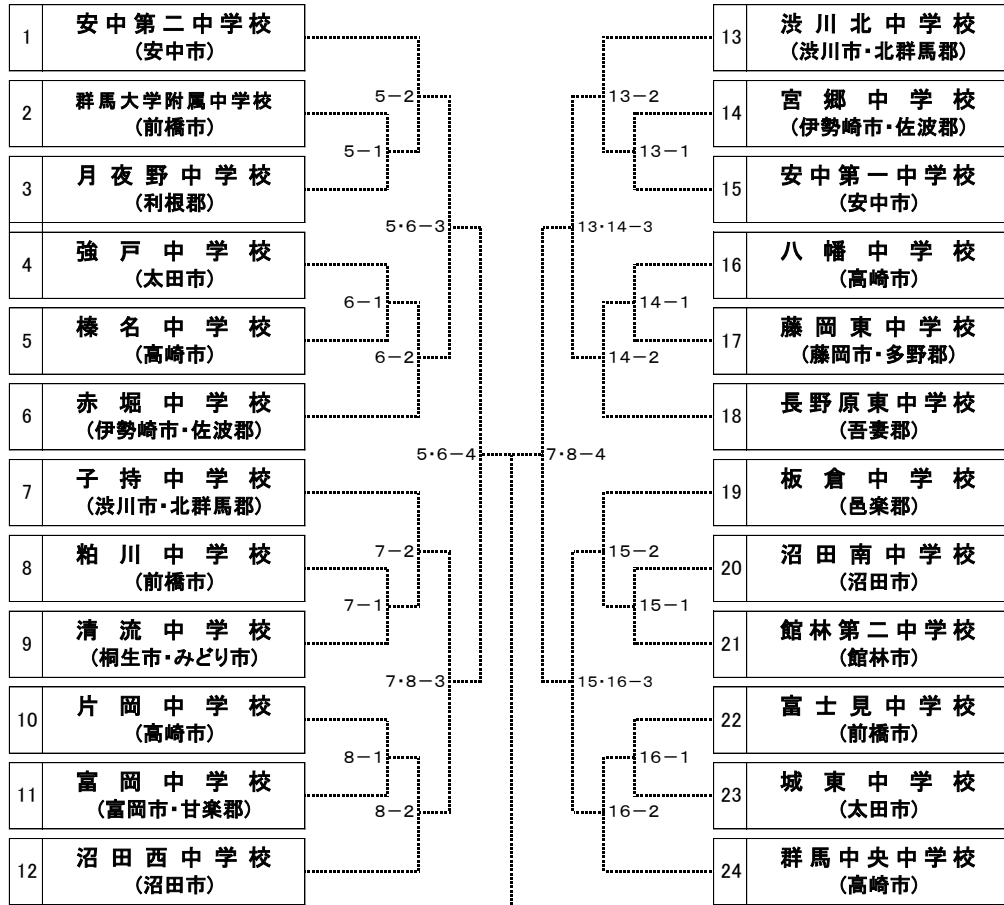 1 安中第二中学校
(安中市)
2 群馬大学附属中学校
(前橋市)
3 月夜野中学校
(利根郡)
4 強戸中学校
(太田市)
5 榛名中学校
(高崎市)
6 赤堀中学校
(伊勢崎市・佐波郡)
7 子持中学校
(渋川市・北群馬郡)
8 粕川中学校
(前橋市)
9 清流中学校
(桐生市・みどり市)
10 片岡中学校
(高崎市)
11 富岡中学校
(富岡市・甘楽郡)
12 沼田西中学校
(沼田市)
5－2
5－1
5・6－3
6－1
6－2
5・6－4
7－2
7－1
7・8－3
8－1
8－2
13－2
13－1
13・14－3
14－1
14－2
7・8－4
15－2
15－1
15・16－3
16－1
16－2
13 渋川北中学校
(渋川市・北群馬郡)
14 宮郷中学校
(伊勢崎市・佐波郡)
15 安中第一中学校
(安中市)
16 八幡中学校
(高崎市)
17 藤岡東中学校
(藤岡市・多野郡)
18 長野原東中学校
(吾妻郡)
19 板倉中学校
(邑楽郡)
20 沼田南中学校
(沼田市)
21 館林第二中学校
(館林市)
22 富士見中学校
(前橋市)
23 城東中学校
(太田市)
24 群馬中央中学校
(高崎市)